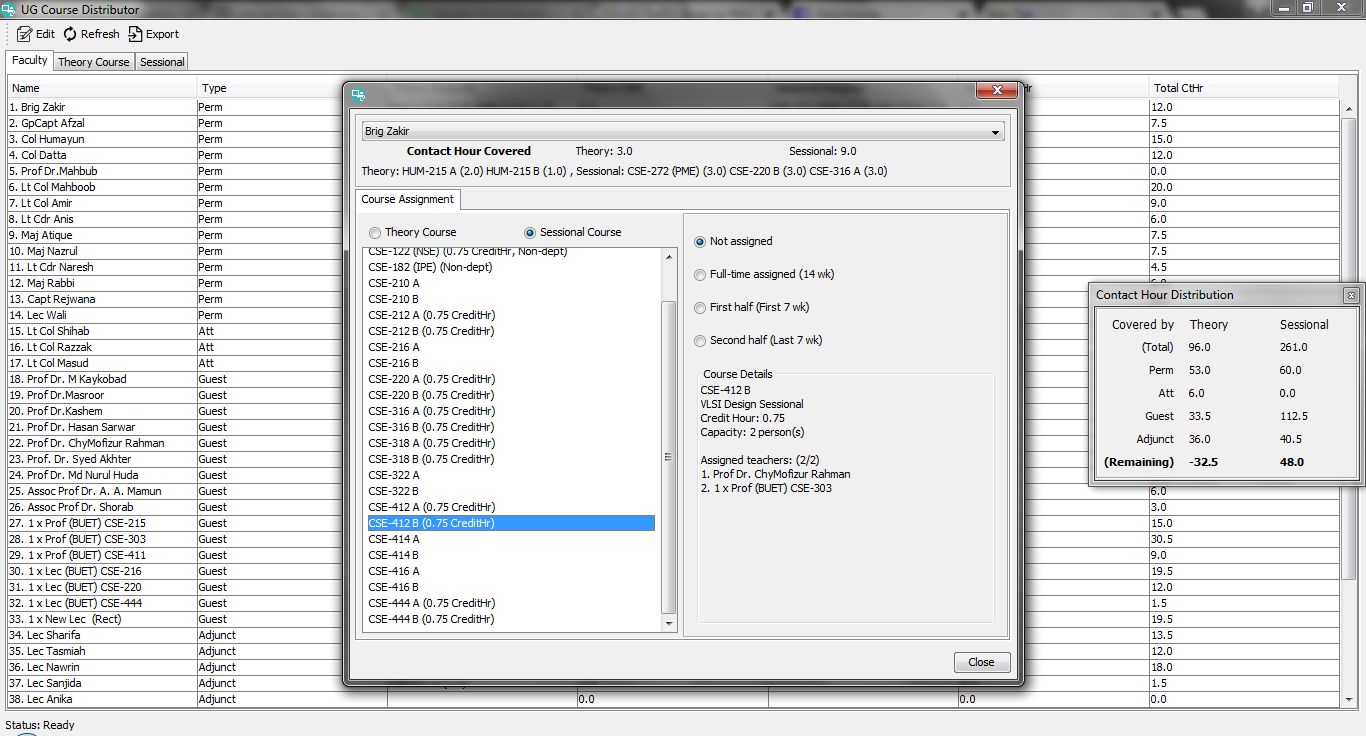 UG Course Distributor
Edit Refresh Export
Faculty Theory Course Sessional
Name Type Total CtHr
1. Brig Zakir Perm 12.0
2. GpCapt Afzal Perm 7.5
3. Col Humayun Perm 15.0
4. Col Datta Perm 12.0
5. Prof Dr.Mahbub Perm 0.0
6. Lt Col Mahboob Perm 20.0
7. Lt Col Amir Perm 9.0
8. Lt Cdr Anis Perm 6.0
9. Maj Atique Perm 7.5
10. Maj Nazrul Perm 7.5
11. Lt Cdr Naresh Perm 4.5
12. Maj Rabbi Perm
13. Capt Rejwana Perm
14. Lec Wali Perm
15. Lt Col Shihab Att
16. Lt Col Razzak Att
17. Lt Col Masud Att
18. Prof Dr. M Kaykobad Guest
19. Prof Dr.Masroor Guest
20. Prof Dr.Kashem Guest
21. Prof Dr. Hasan Sarwar Guest
22. Prof Dr. ChyMofizur Rahman Guest
23. Prof. Dr. Syed Akhter Guest
24. Prof Dr. Md Nurul Huda Guest
25. Assoc Prof Dr. A. A. Mamun Guest 6.0
26. Assoc Prof Dr. Shorab Guest 3.0
27. 1 x Prof (BUET) CSE-215 Guest 15.0
28. 1 x Prof (BUET) CSE-303 Guest 30.5
29. 1 x Prof (BUET) CSE-411 Guest 9.0
30. 1 x Lec (BUET) CSE-216 Guest 19.5
31. 1 x Lec (BUET) CSE-220 Guest 12.0
32. 1 x Lec (BUET) CSE-444 Guest 1.5
33. 1 x New Lec (Rect) Guest 19.5
34. Lec Sharifa Adjunct 13.5
35. Lec Tasmiah Adjunct 12.0
36. Lec Nawrin Adjunct 18.0
37. Lec Sanjida Adjunct 1.5
38. Lec Anika Adjunct 0.0 0.0 0.0
Status: Ready
Brig Zakir
Contact Hour Covered Theory: 3.0 Sessional: 9.0
Theory: HUM-215 A (2.0) HUM-215 B (1.0) , Sessional: CSE-272 (PME) (3.0) CSE-220 B (3.0) CSE-316 A (3.0)
Course Assignment
Theory Course Sessional Course
CSE-122 (NSE) (0.75 CreditHr, Non-dept)
CSE-182 (IPE) (Non-dept)
CSE-210 A
CSE-210 B
CSE-212 A (0.75 CreditHr)
CSE-212 B (0.75 CreditHr)
CSE-216 A
CSE-216 B
CSE-220 A (0.75 CreditHr)
CSE-220 B (0.75 CreditHr)
CSE-316 A (0.75 CreditHr)
CSE-316 B (0.75 CreditHr)
CSE-318 A (0.75 CreditHr)
CSE-318 B (0.75 CreditHr)
CSE-322 A
CSE-322 B
CSE-412 A (0.75 CreditHr)
CSE-412 B (0.75 CreditHr)
CSE-414 A
CSE-414 B
CSE-416 A
CSE-416 B
CSE-444 A (0.75 CreditHr)
CSE-444 B (0.75 CreditHr)
Not assigned
Full-time assigned (14 wk)
First half (First 7 wk)
Second half (Last 7 wk)
Course Details
CSE-412 B
VLSI Design Sessional
Credit Hour: 0.75
Capacity: 2 person(s)
Assigned teachers: (2/2)
1. Prof Dr. ChyMofizur Rahman
2. 1 x Prof (BUET) CSE-303
Close
Contact Hour Distribution
Covered by Theory Sessional
(Total) 96.0 261.0
Perm 53.0 60.0
Att 6.0 0.0
Guest 33.5 112.5
Adjunct 36.0 40.5
(Remaining) -32.5 48.0